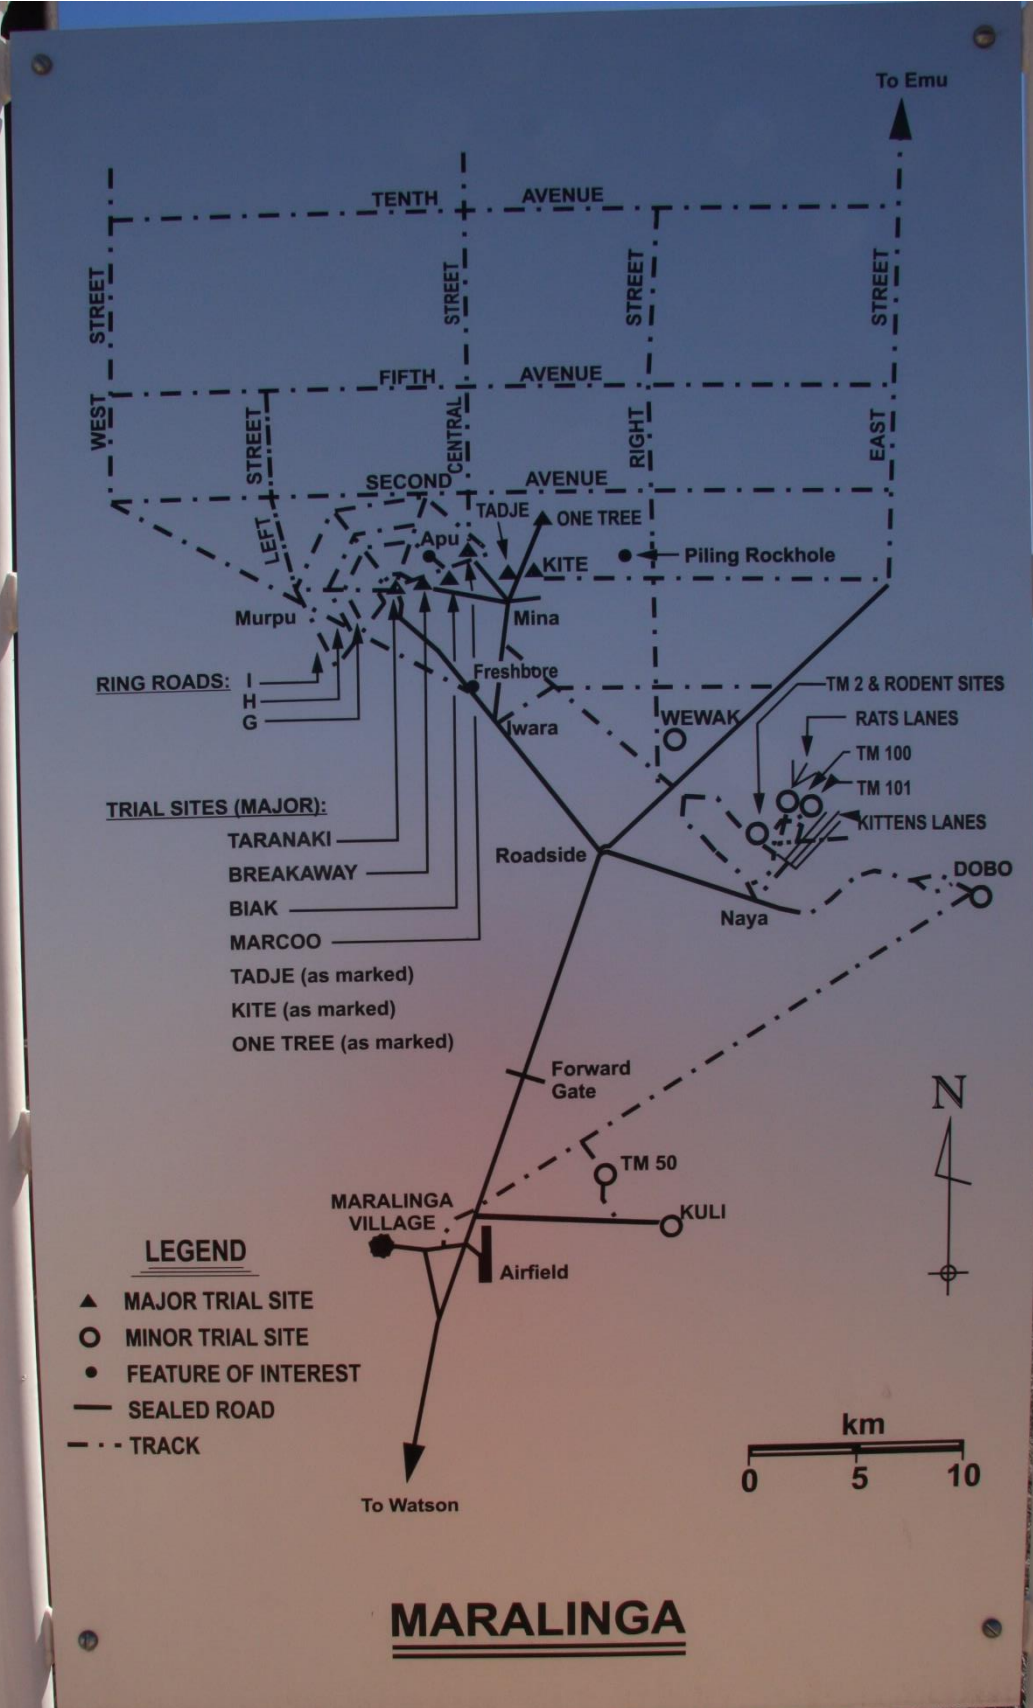 To Emu
TENTH AVENUE
WEST STREET
CENTRAL STREET
RIGHT STREET
EAST STREET
FIFTH AVENUE
LEFT STREET
SECOND AVENUE
TADJE
ONE TREE
Apu
KITE
Piling Rockhole
Murpu
Mina
Freshbore
RING ROADS: I
H
G
TM 2 & RODENT SITES
Iwara
WEWAK
RATS LANES
TM 100
TM 101
KITTENS LANES
TRIAL SITES (MAJOR):
TARANAKI
BREAKAWAY
BIAK
MARCOO
TADJE (as marked)
KITE (as marked)
ONE TREE (as marked)
Roadside
Naya
DOBO
Forward
Gate
N
TM 50
KULI
MARALINGA
VILLAGE
Airfield
LEGEND
MAJOR TRIAL SITE
MINOR TRIAL SITE
FEATURE OF INTEREST
SEALED ROAD
TRACK
km
0 5 10
To Watson
MARALINGA